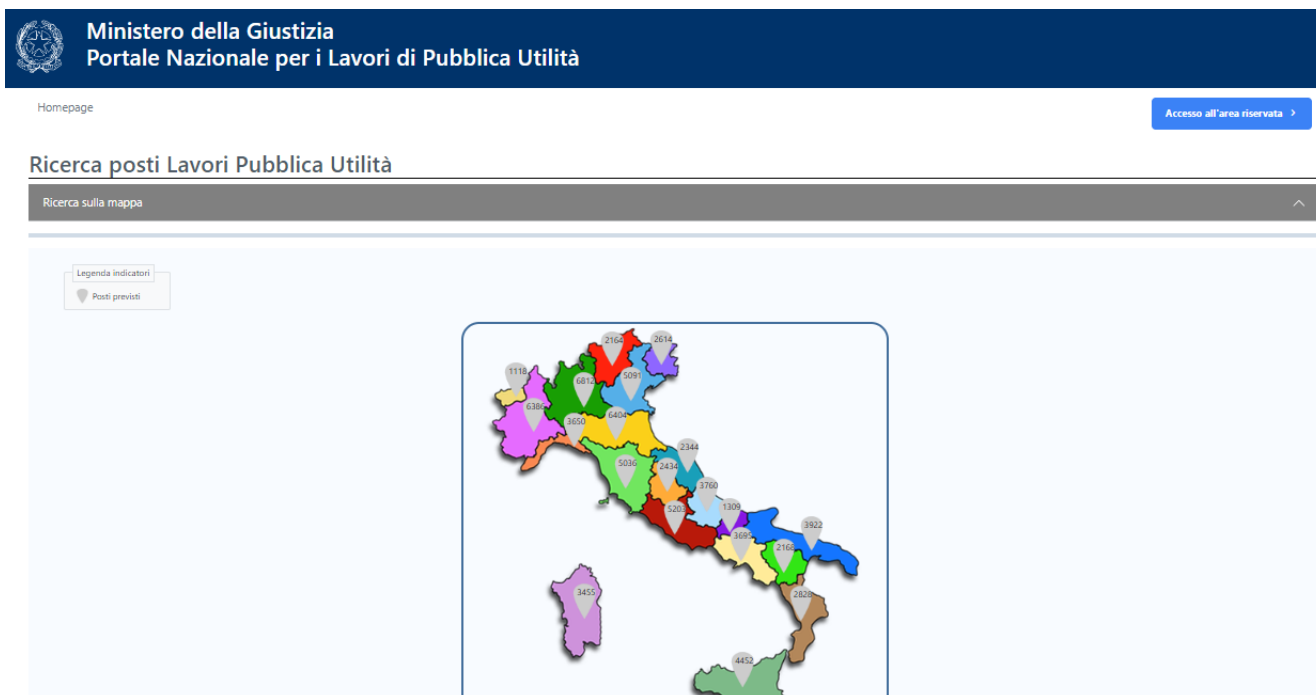 Ministero della Giustizia
Portale Nazionale per i Lavori di Pubblica Utilità
Homepage
Accesso all'area riservata
Ricerca posti Lavori Pubblica Utilità
Ricerca sulla mappa
Legenda indicatori
Posti previsti
2164
2614
1118
6812
5091
6386
3650
6404
2344
5036
2434
3760
5203
1309
3922
3695
2168
3455
2828
4452